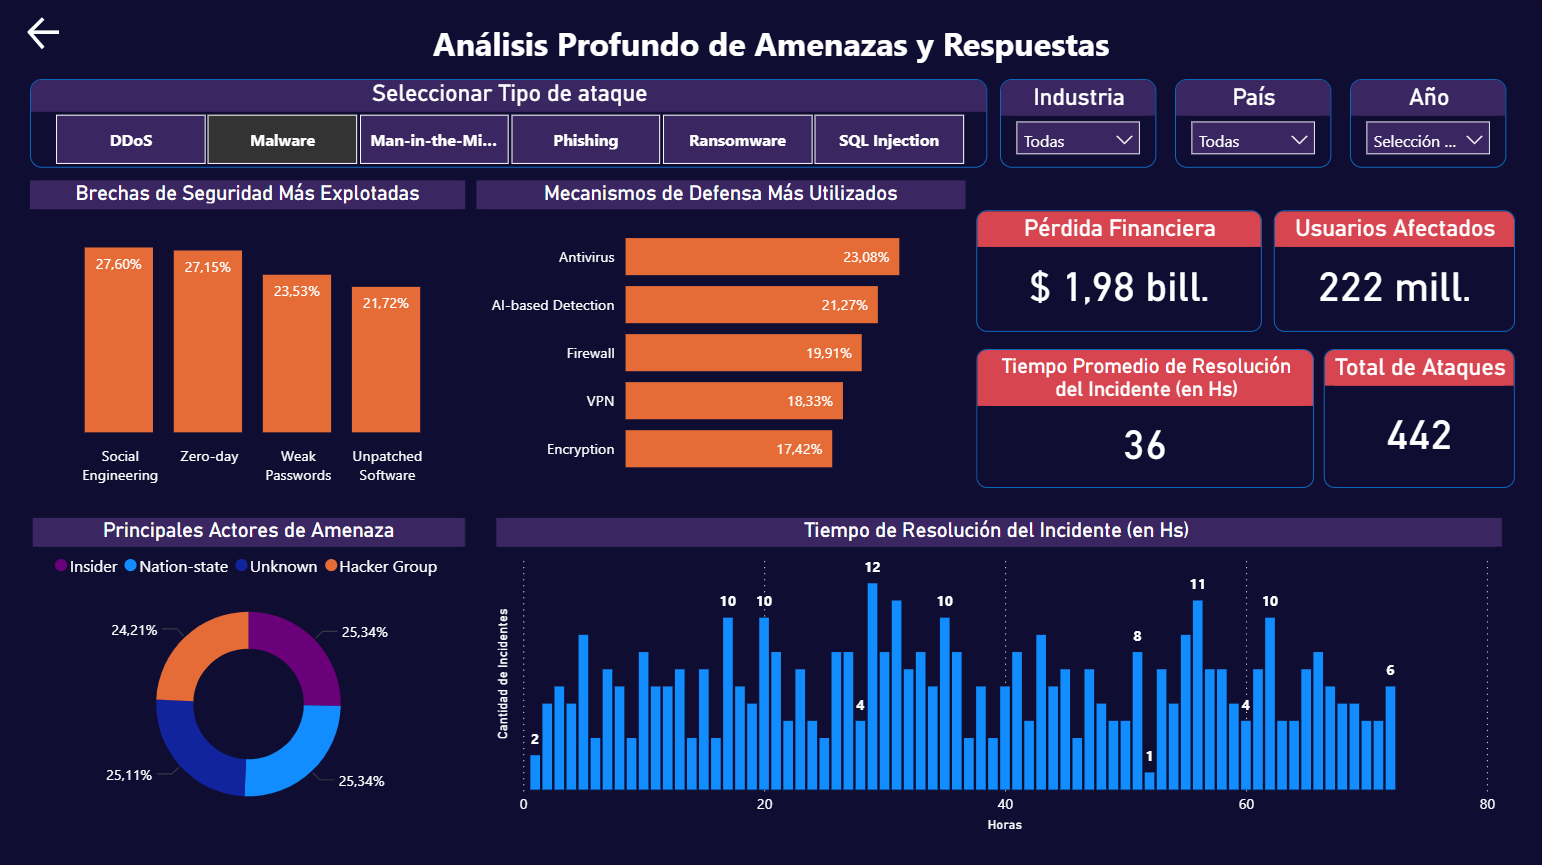 Análisis Profundo de Amenazas y Respuestas
Seleccionar Tipo de ataque
DDoS
Malware
Man-in-the-Mi...
Phishing
Ransomware
SQL Injection
Industria
Todas
País
Todas
Año
Selección ...
Brechas de Seguridad Más Explotadas
27,60%
27,15%
23,53%
21,72%
Social
Engineering
Zero-day
Weak
Passwords
Unpatched
Software
Mecanismos de Defensa Más Utilizados
Antivirus
23,08%
AI-based Detection
21,27%
Firewall
19,91%
VPN
18,33%
Encryption
17,42%
Pérdida Financiera
$ 1,98 bill.
Usuarios Afectados
222 mill.
Tiempo Promedio de Resolución
del Incidente (en Hs)
36
Total de Ataques
442
Principales Actores de Amenaza
Insider
Nation-state
Unknown
Hacker Group
24,21%
25,34%
25,11%
25,34%
Tiempo de Resolución del Incidente (en Hs)
Cantidad de Incidentes
2
10
10
4
12
10
8
1
11
4
10
6
0
20
40
60
80
Horas